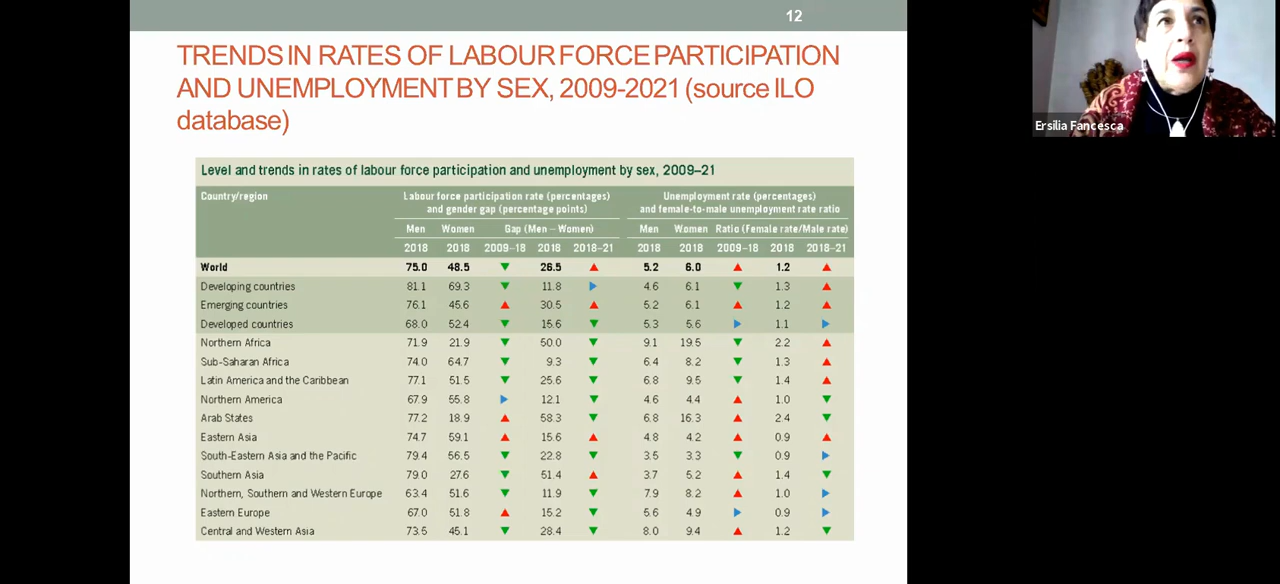 12
TRENDS IN RATES OF LABOUR FORCE PARTICIPATION
AND UNEMPLOYMENT BY SEX, 2009-2021 (source ILO
database)
Ersilia Fancesca
Level and trends in rates of labour force participation and unemployment by sex, 2009–21
Country/region Labour force participation rate (percentages) Unemployment rate (percentages)
and gender gap (percentage points) and female-to-male unemployment rate ratio
Men Women Gap (Men – Women) Men Women Ratio (Female rate/Male rate)
2018 2018 2009–18 2018 2018–21 2018 2018 2009–18 2018 2018–21
World 75.0 48.5 ▼ 26.5 ▲ 5.2 6.0 ▲ 1.2 ▲
Developing countries 81.1 69.3 ▼ 11.8 ▶ 4.6 6.1 ▼ 1.3 ▲
Emerging countries 76.1 45.6 ▲ 30.5 ▲ 5.2 6.1 ▲ 1.2 ▲
Developed countries 68.0 52.4 ▼ 15.6 ▼ 5.3 5.6 ▶ 1.1 ▶
Northern Africa 71.9 21.9 ▼ 50.0 ▼ 9.1 19.5 ▼ 2.2 ▲
Sub-Saharan Africa 74.0 64.7 ▼ 9.3 ▼ 6.4 8.2 ▼ 1.3 ▲
Latin America and the Caribbean 77.1 51.5 ▼ 25.6 ▼ 6.8 9.5 ▼ 1.4 ▲
Northern America 67.9 55.8 ▶ 12.1 ▼ 4.6 4.4 ▲ 1.0 ▼
Arab States 77.2 18.9 ▲ 58.3 ▼ 6.8 16.3 ▲ 2.4 ▼
Eastern Asia 74.7 59.1 ▲ 15.6 ▲ 4.8 4.2 ▲ 0.9 ▲
South-Eastern Asia and the Pacific 79.4 56.5 ▼ 22.8 ▼ 3.5 3.3 ▼ 0.9 ▶
Southern Asia 79.0 27.6 ▼ 51.4 ▲ 3.7 5.2 ▲ 1.4 ▼
Northern, Southern and Western Europe 63.4 51.6 ▼ 11.9 ▼ 7.9 8.2 ▲ 1.0 ▶
Eastern Europe 67.0 51.8 ▲ 15.2 ▼ 5.6 4.9 ▶ 0.9 ▶
Central and Western Asia 73.5 45.1 ▼ 28.4 ▼ 8.0 9.4 ▲ 1.2 ▼